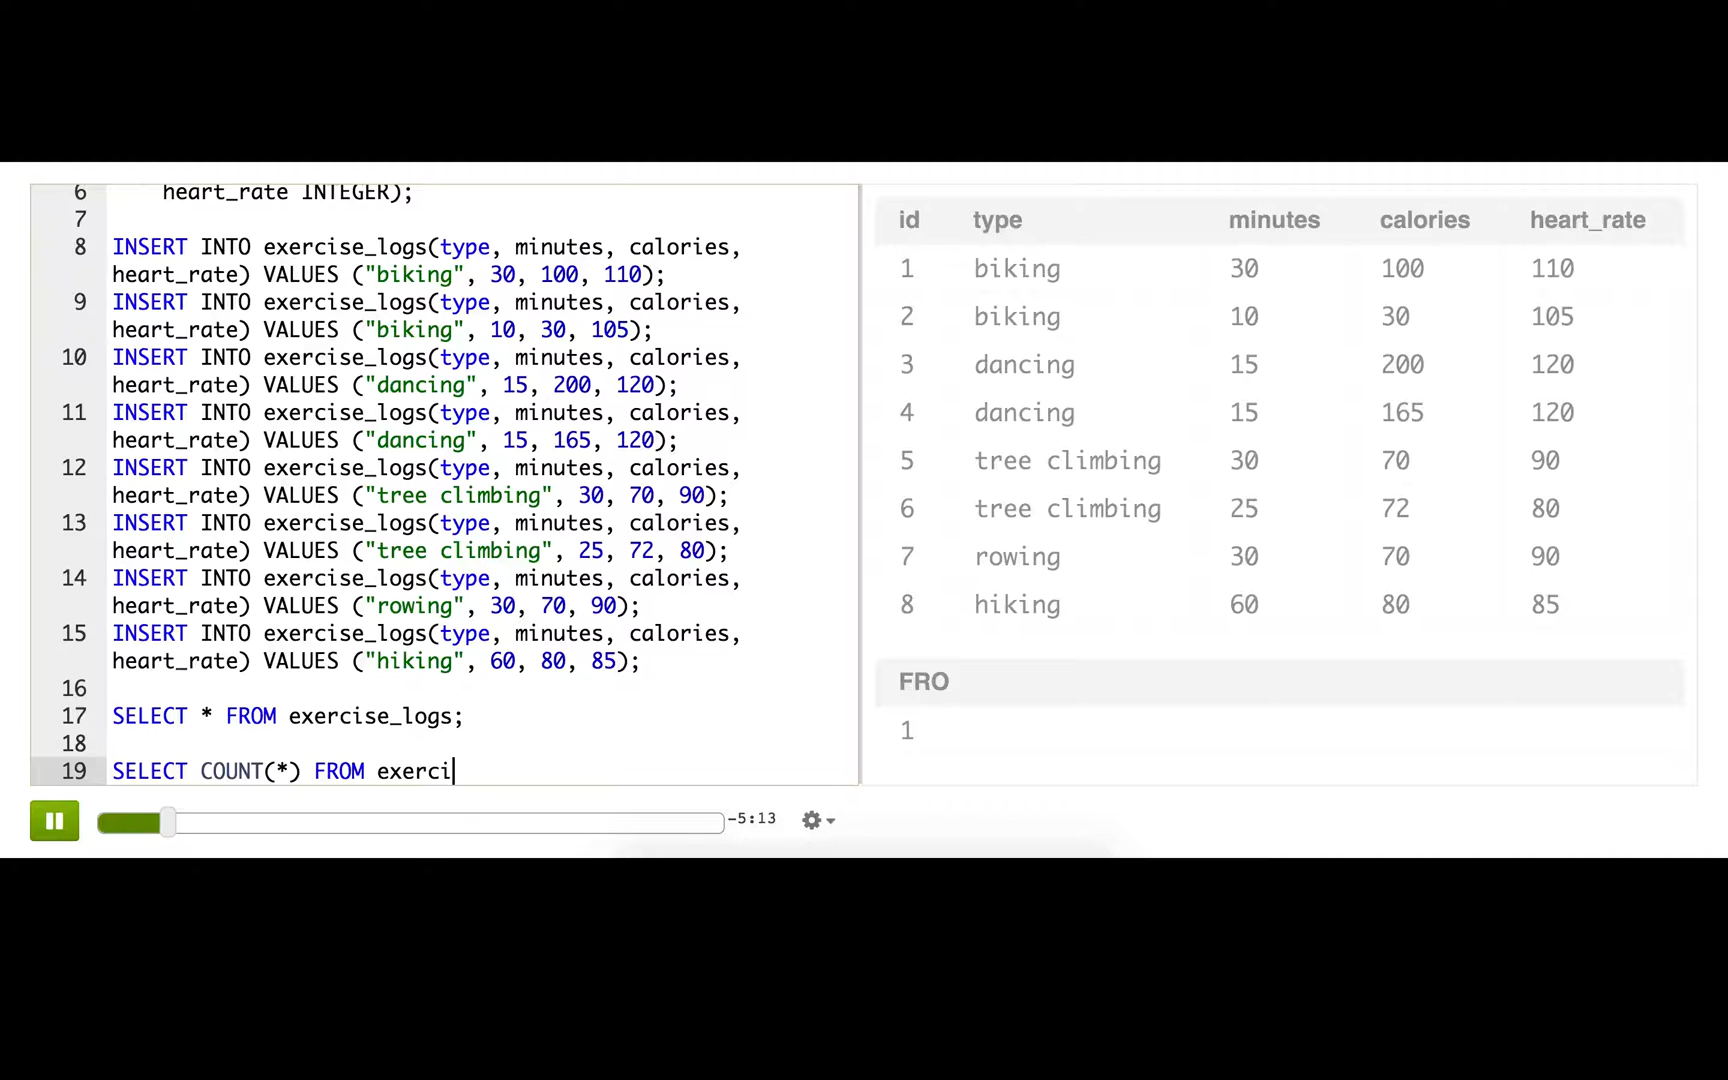 6 heart_rate INTEGER);
7
8 INSERT INTO exercise_logs(type, minutes, calories,
heart_rate) VALUES ("biking", 30, 100, 110);
9 INSERT INTO exercise_logs(type, minutes, calories,
heart_rate) VALUES ("biking", 10, 30, 105);
10 INSERT INTO exercise_logs(type, minutes, calories,
heart_rate) VALUES ("dancing", 15, 200, 120);
11 INSERT INTO exercise_logs(type, minutes, calories,
heart_rate) VALUES ("dancing", 15, 165, 120);
12 INSERT INTO exercise_logs(type, minutes, calories,
heart_rate) VALUES ("tree climbing", 30, 70, 90);
13 INSERT INTO exercise_logs(type, minutes, calories,
heart_rate) VALUES ("tree climbing", 25, 72, 80);
14 INSERT INTO exercise_logs(type, minutes, calories,
heart_rate) VALUES ("rowing", 30, 70, 90);
15 INSERT INTO exercise_logs(type, minutes, calories,
heart_rate) VALUES ("hiking", 60, 80, 85);
16
17 SELECT * FROM exercise_logs;
18
19 SELECT COUNT(*) FROM exerci
id type minutes calories heart_rate
1 biking 30 100 110
2 biking 10 30 105
3 dancing 15 200 120
4 dancing 15 165 120
5 tree climbing 30 70 90
6 tree climbing 25 72 80
7 rowing 30 70 90
8 hiking 60 80 85
FRO
1
-5:13